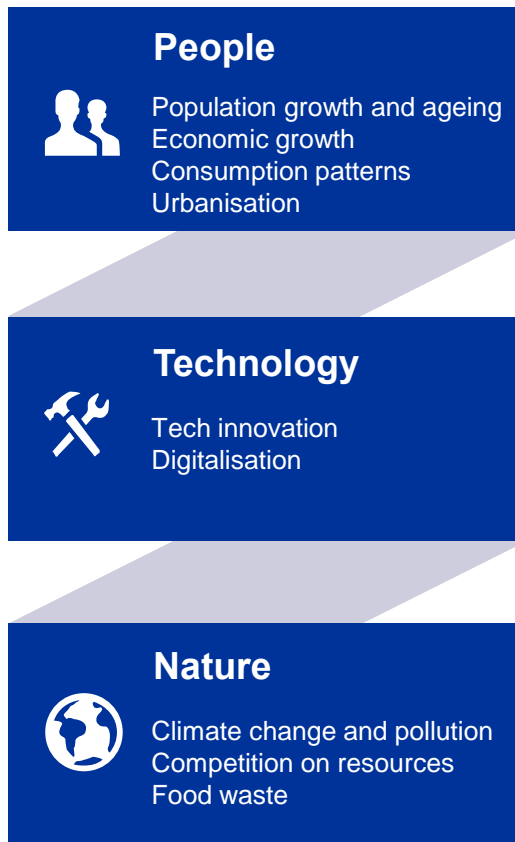 People
Population growth and ageing
Economic growth
Consumption patterns
Urbanisation
Technology
Tech innovation
Digitalisation
Nature
Climate change and pollution
Competition on resources
Food waste